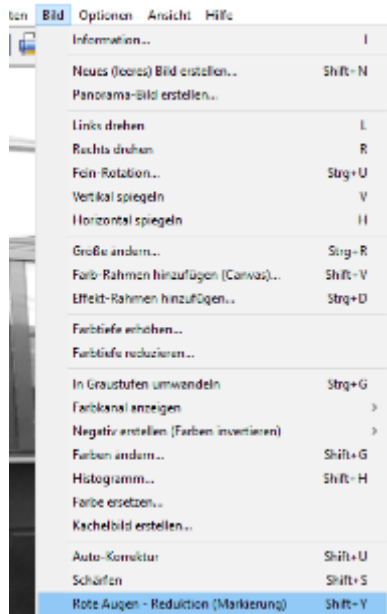 ten Bild Optionen Ansicht Hilfe
Information... I
Neues (leeres) Bild erstellen... Shift+N
Panorama-Bild erstellen...
Links drehen L
Rechts drehen R
Fein-Rotation... Strg+U
Vertikal spiegeln V
Horizontal spiegeln H
Größe ändern... Strg+R
Farb-Rahmen hinzufügen (Canvas)... Shift+V
Effekt-Rahmen hinzufügen... Strg+D
Farbtiefe erhöhen...
Farbtiefe reduzieren...
In Graustufen umwandeln Strg+G
Farbkanal anzeigen >
Negativ erstellen (Farben invertieren) >
Farben ändern... Shift+G
Histogramm... Shift+H
Farbe ersetzen...
Kachelbild erstellen...
Auto-Korrektur Shift+U
Schärfen Shift+S
Rote Augen - Reduktion (Markierung) Shift+Y